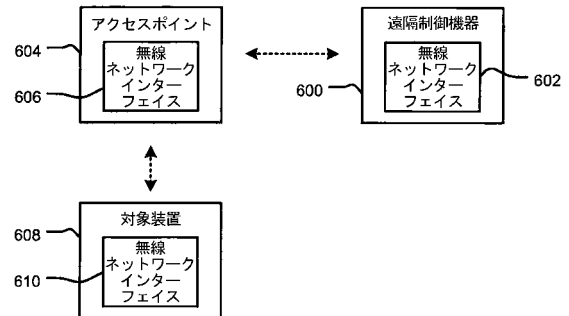 アクセスポイント
604
無線
ネットワーク
インター
フェイス
606
遠隔制御機器
無線
ネットワーク
インター
フェイス
602
600
対象装置
608
無線
ネットワーク
インター
フェイス
610